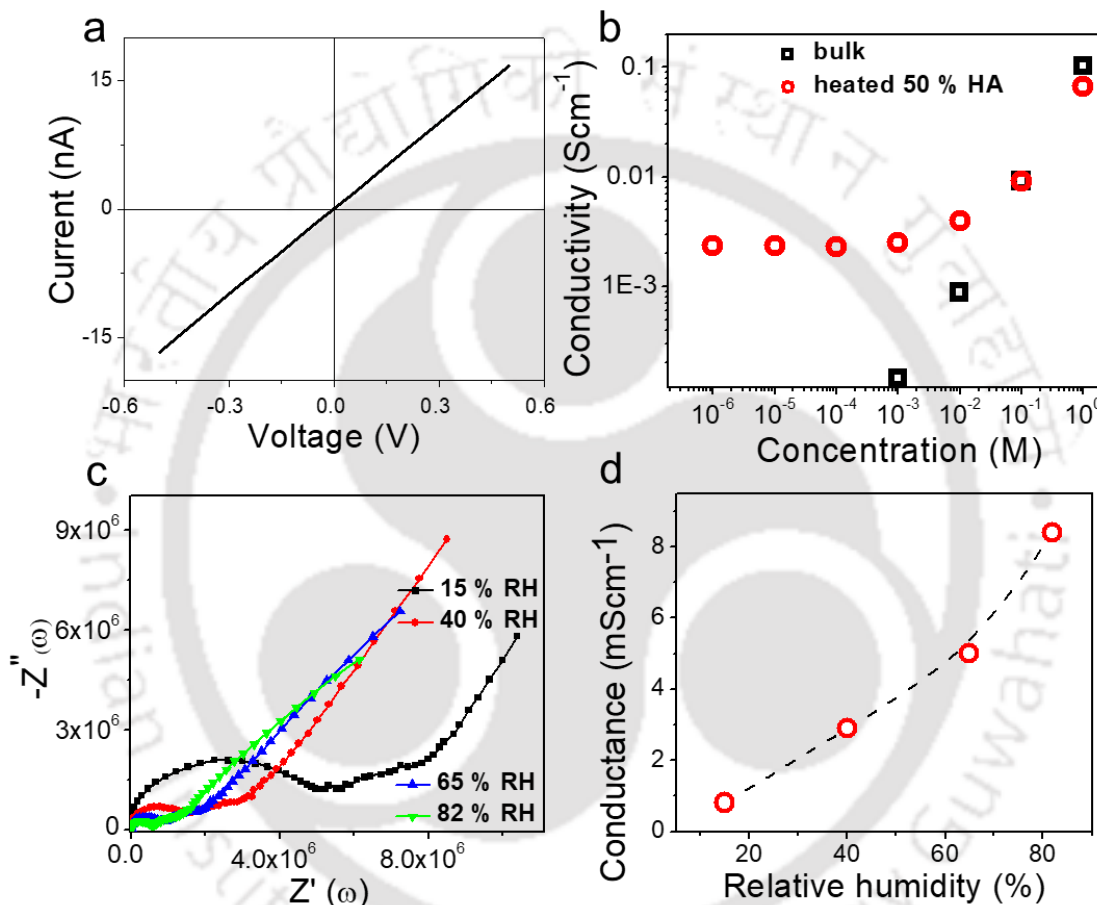 a
15
0
-15
Current (nA)
-0.6
-0.3
0.0
0.3
0.6
Voltage (V)
b
bulk
heated 50 % HA
0.1
0.01
1E-3
Conductivity (Scm⁻¹)
10⁻⁶
10⁻⁵
10⁻⁴
10⁻³
10⁻²
10⁻¹
10⁰
Concentration (M)
c
9x10⁶
6x10⁶
3x10⁶
0
-Z" (ω)
15 % RH
40 % RH
65 % RH
82 % RH
0.0
4.0x10⁶
8.0x10⁶
Z' (ω)
d
8
6
4
2
0
Conductance (mScm-¹)
20
40
60
80
Relative humidity (%)
Indian
Guwahati